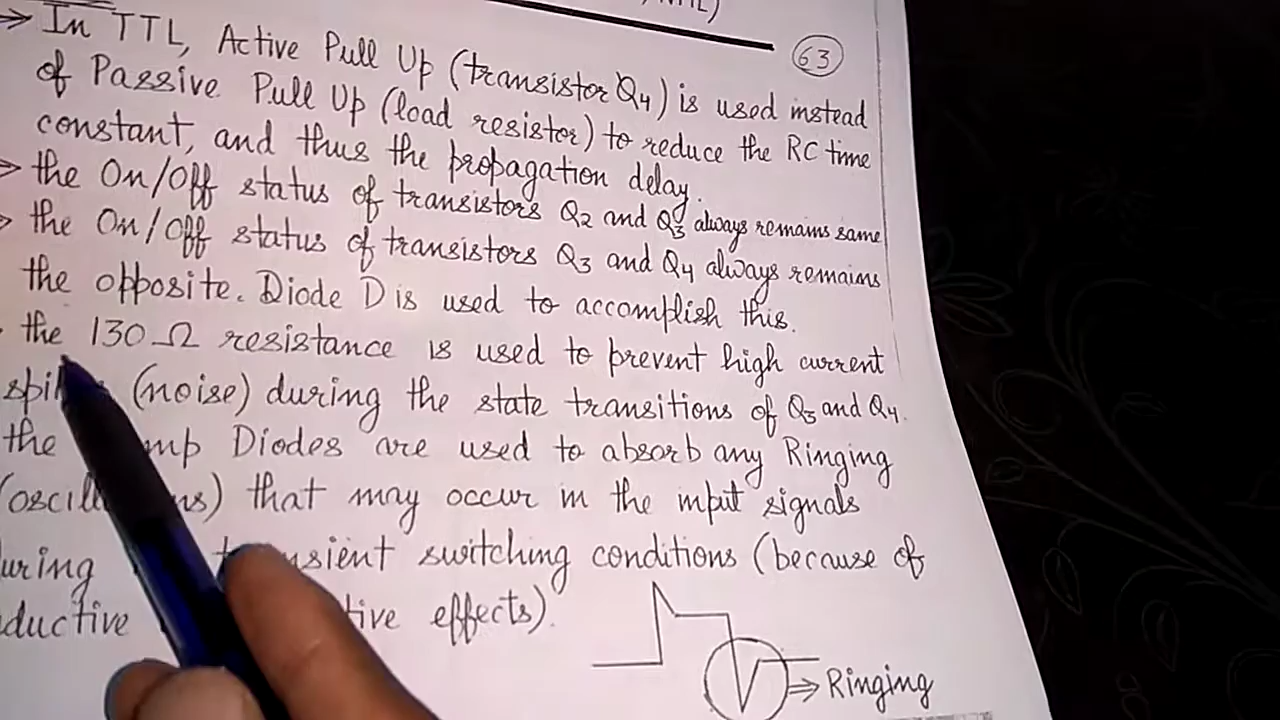 ⇒ In TTL, Active Pull Up (transistor Q4) is used instead
of Passive Pull Up (load resistor) to reduce the RC time
constant, and thus the propagation delay.
the On/Off status of transistors Q2 and Q3 always remains same
the On/Off status of transistors Q3 and Q4 always remains
the opposite. Diode D is used to accomplish this.
the 130 Ω resistance is used to prevent high current
(noise) during the state transitions of Q3 and Q4.
the Diodes are used to absorb any Ringing
that may occur in the input signals
switching conditions (because of
effects).
⇒ Ringing
63